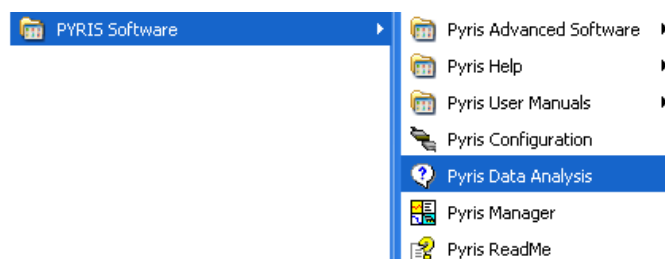 PYRIS Software
Pyris Advanced Software
Pyris Help
Pyris User Manuals
Pyris Configuration
Pyris Data Analysis
Pyris Manager
Pyris ReadMe